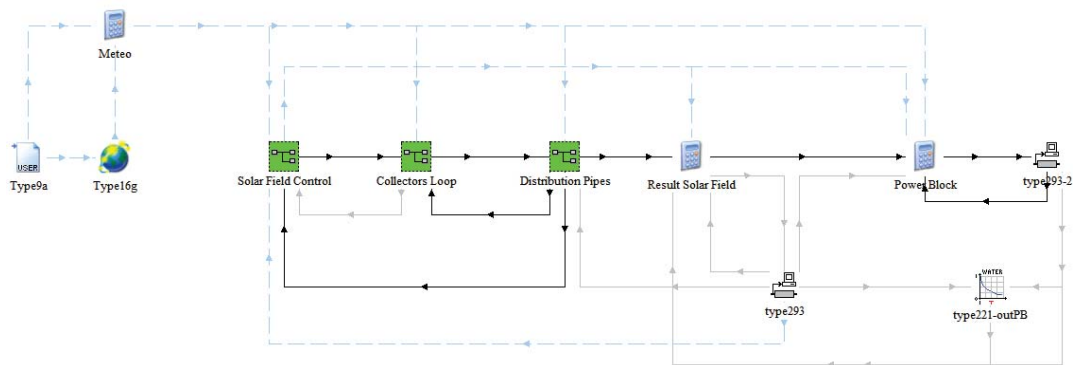 Meteo
USER
Type9a
Type16g
Solar Field Control
Collectors Loop
Distribution Pipes
Result Solar Field
Power Block
type293-2
type293
WATER
T
type221-outPB